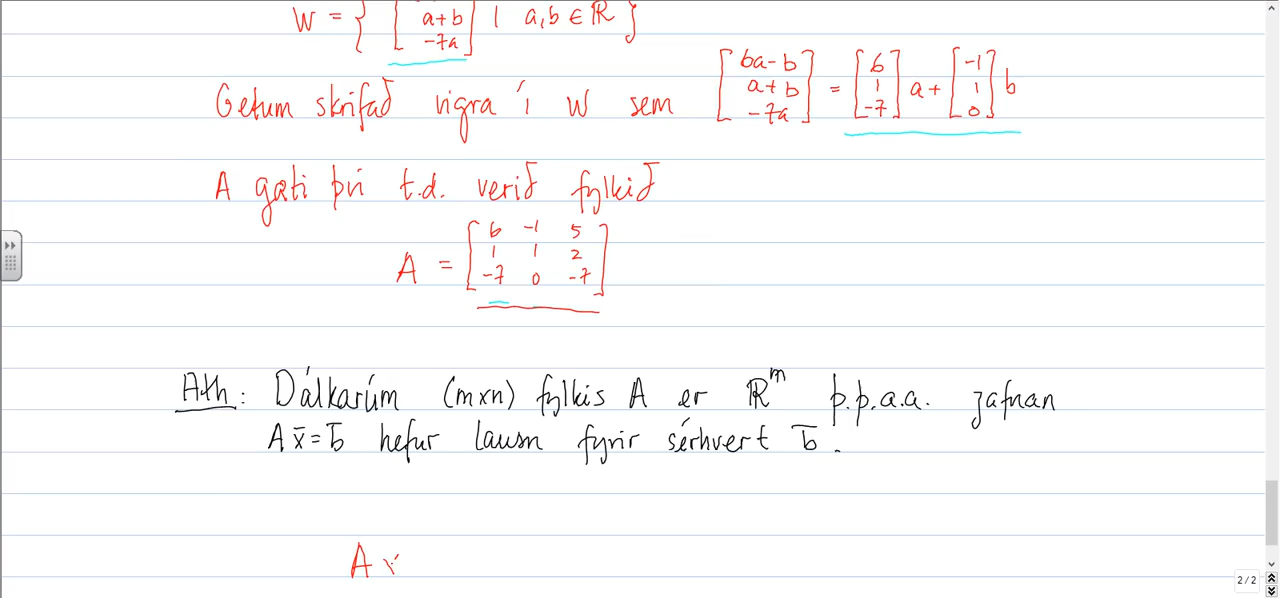 W = { [ a+b -7a ] | a,b ∈ ℝ }
Getum skrifað vigra í W sem [ 6a-b a+b -7a ] = [ 6 1 -7 ] a + [ -1 1 0 ] b
A gæti því t.d. verið fylkið
A = [ 6 -1 5
1 1 2
-7 0 -7 ]
Ath: Dálkarúm (m×n) fylkis A er ℝᵐ þ.p.a.a. jafnan
Ax̄=b̄ hefur lausn fyrir sérhvert b̄.
A
2/2